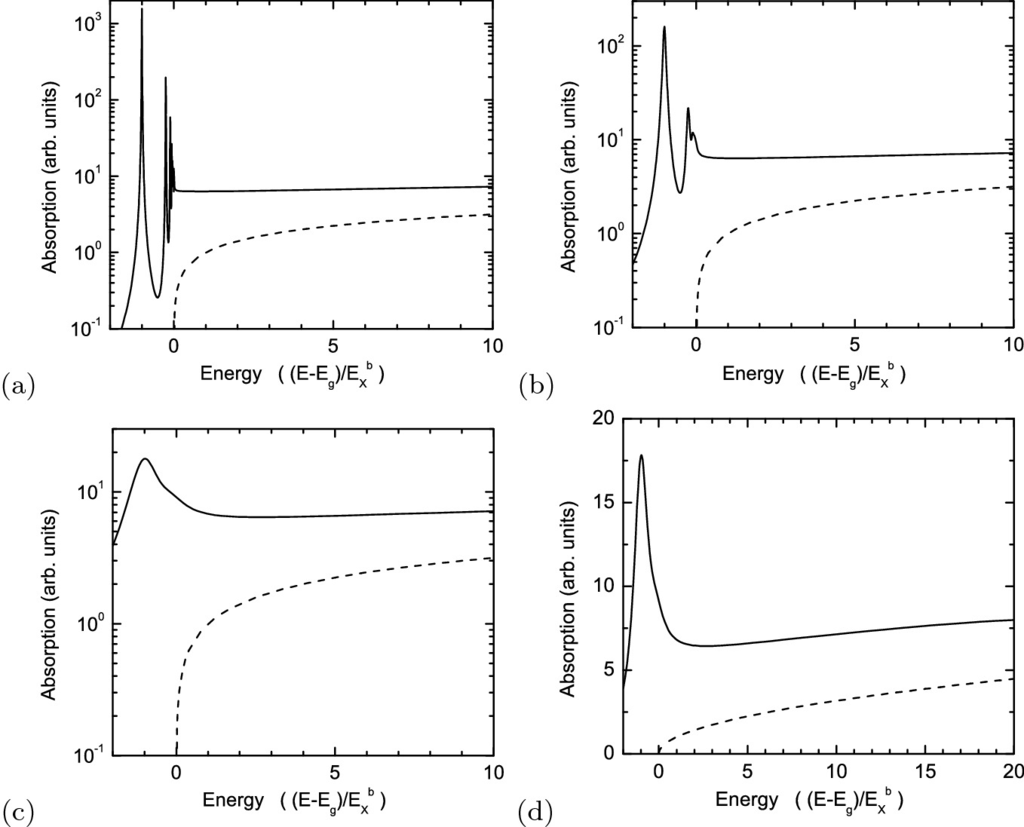 (a)
Absorption (arb. units)
10³
10²
10¹
10⁰
10⁻¹
0 5 10
Energy ( (E-E_g)/E_X^b )
(b)
Absorption (arb. units)
10²
10¹
10⁰
10⁻¹
0 5 10
Energy ( (E-E_g)/E_X^b )
(c)
Absorption (arb. units)
10¹
10⁰
10⁻¹
0 5 10
Energy ( (E-E_g)/E_X^b )
(d)
Absorption (arb. units)
20
15
10
5
0
0 5 10 15 20
Energy ( (E-E_g)/E_X^b )